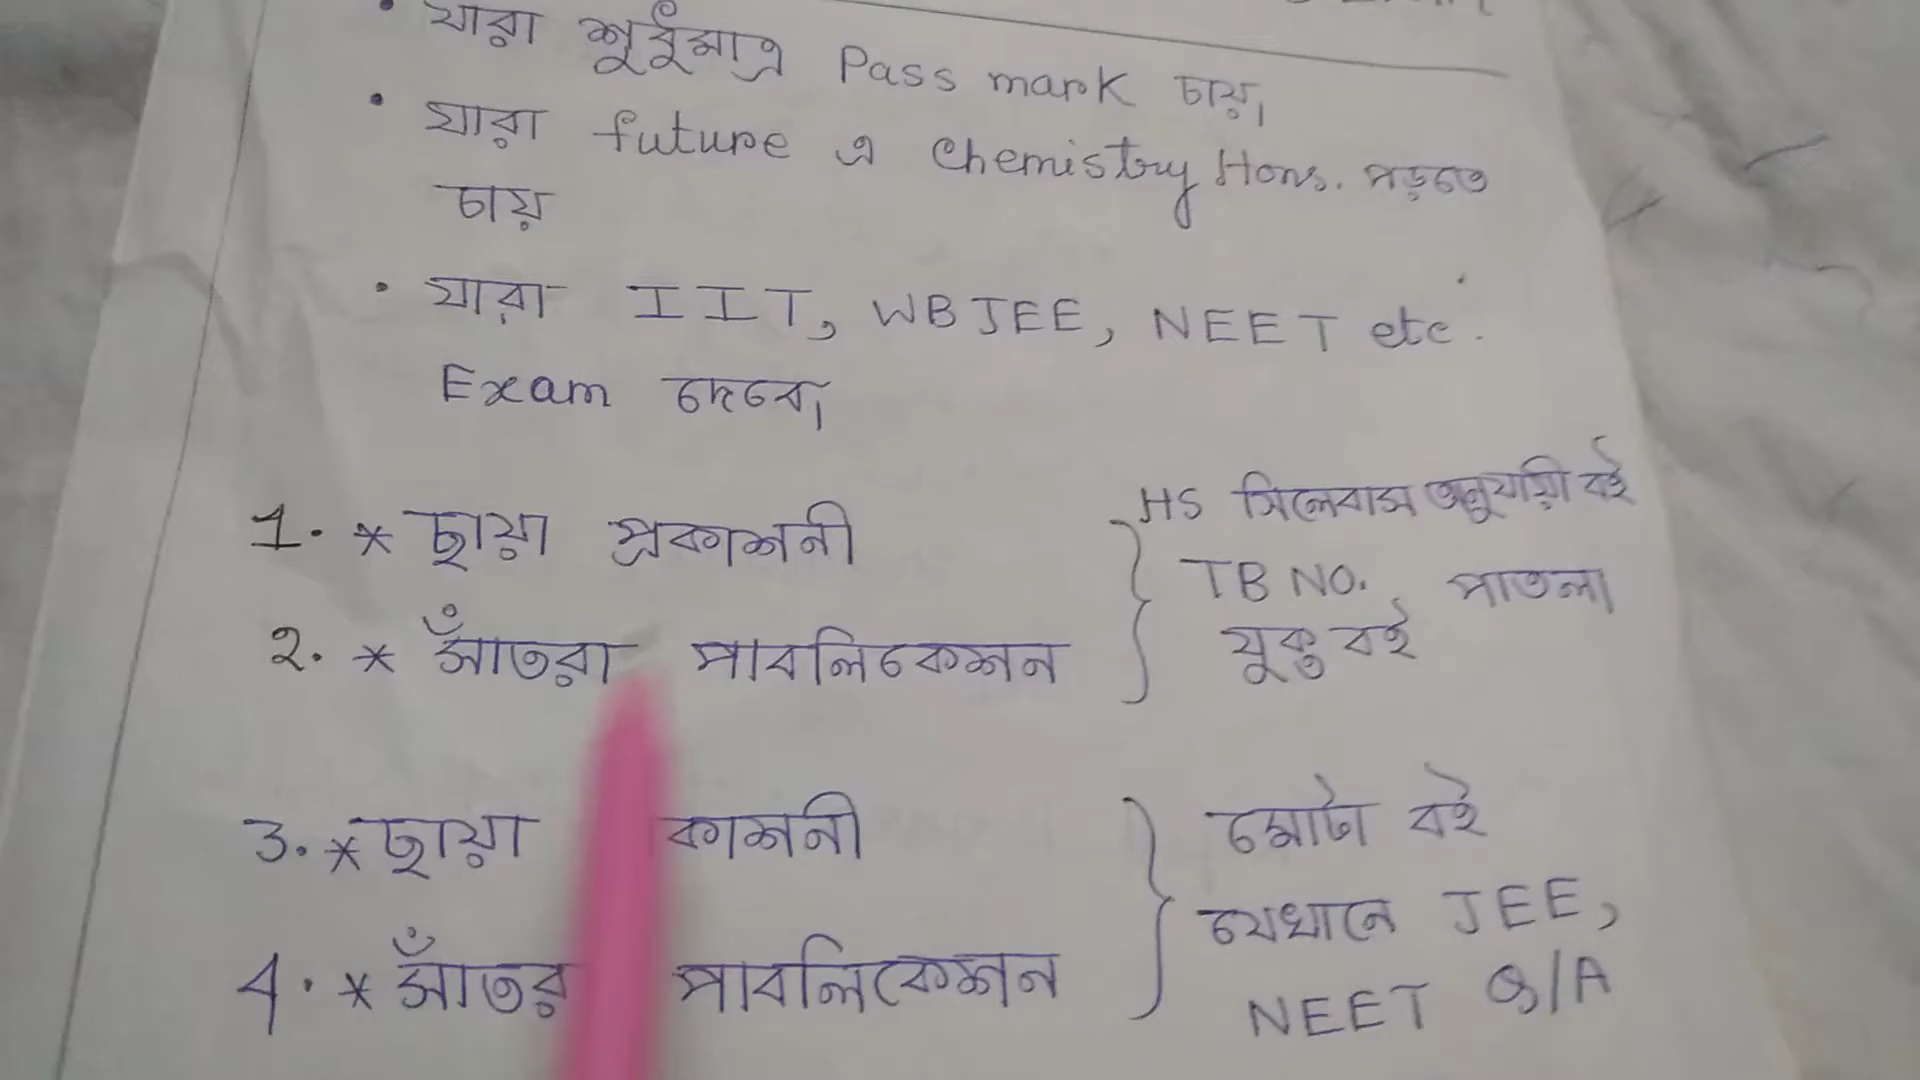 • যারা শুধুমাত্র Pass mark চায়।
• যারা future এ Chemistry Hons. পড়তে
চায়
• যারা IIT, WBJEE, NEET etc.
Exam দেবে।
1. * ছায়া প্রকাশনী
2. * সাঁতরা পাবলিকেশন
HS সিলেবাস অনুযায়ী বই
TB NO. পাতলা
যুক্ত বই
3. * ছায়া কাশনী
4. * সাঁতর পাবলিকেশন
মোটা বই
যেখানে JEE,
NEET Q/A